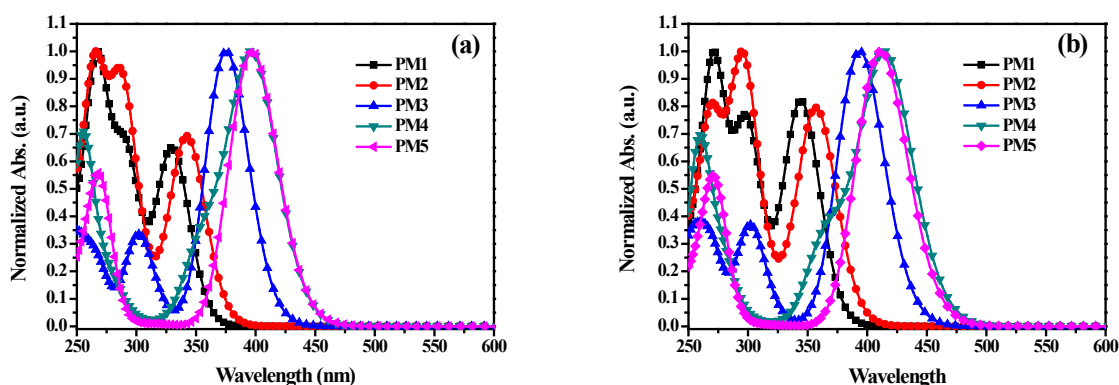 (a)
Normalized Abs. (a.u.)
1.1
1.0
0.9
0.8
0.7
0.6
0.5
0.4
0.3
0.2
0.1
0.0
PM1
PM2
PM3
PM4
PM5
250 300 350 400 450 500 550 600
Wavelength (nm)
(b)
Normalized Abs. (a.u.)
1.1
1.0
0.9
0.8
0.7
0.6
0.5
0.4
0.3
0.2
0.1
0.0
PM1
PM2
PM3
PM4
PM5
250 300 350 400 450 500 550 600
Wavelength